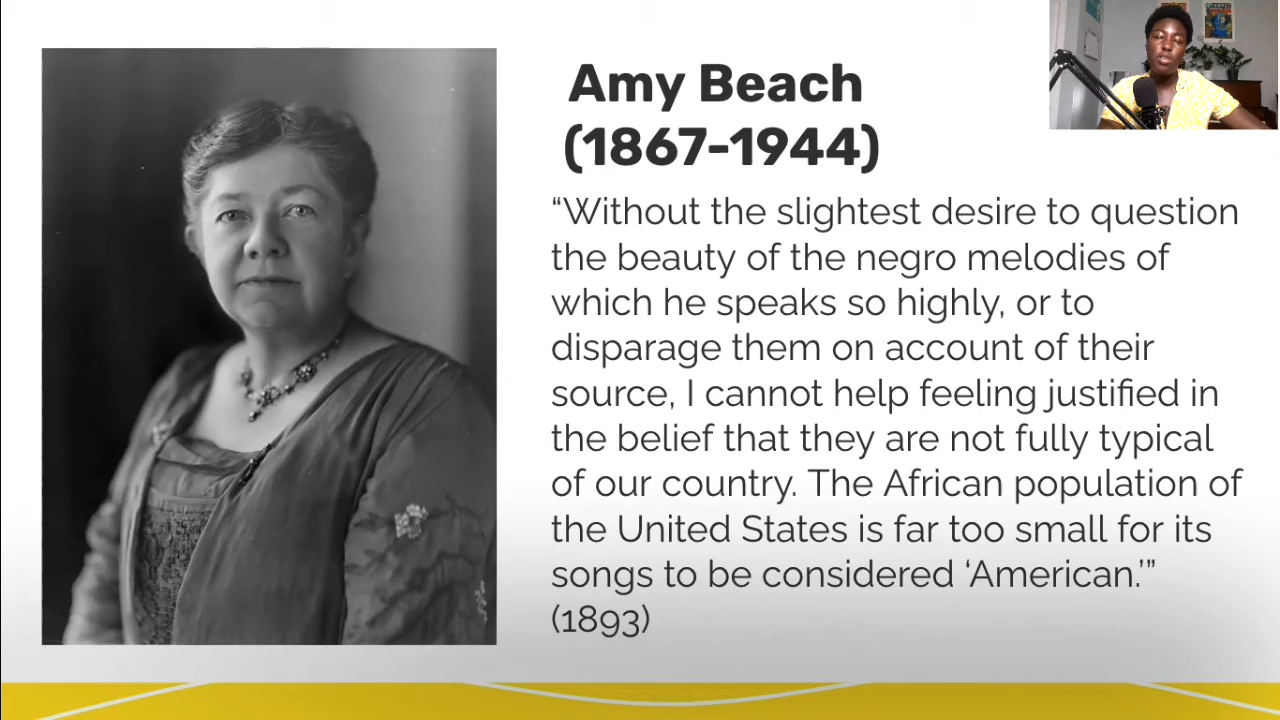 Amy Beach
(1867-1944)
“Without the slightest desire to question
the beauty of the negro melodies of
which he speaks so highly, or to
disparage them on account of their
source, I cannot help feeling justified in
the belief that they are not fully typical
of our country. The African population of
the United States is far too small for its
songs to be considered ‘American.’”
(1893)